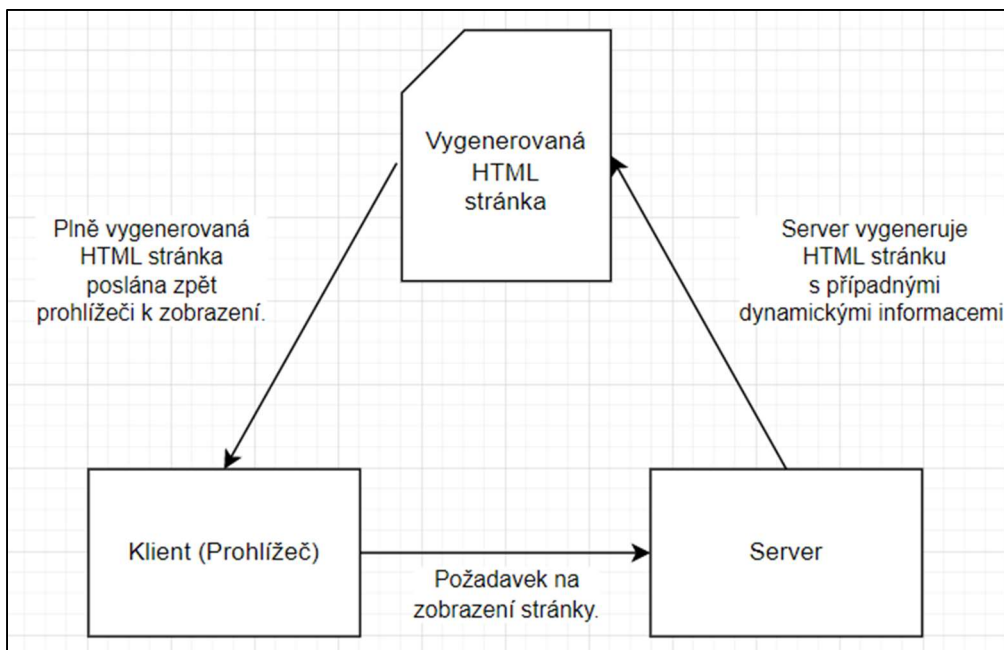 Vygenerovaná
HTML
stránka
Plně vygenerovaná
HTML stránka
poslána zpět
prohlížeči k zobrazení.
Server vygeneruje
HTML stránku
s případnými
dynamickými informacemi
Klient (Prohlížeč)
Požadavek na
zobrazení stránky.
Server